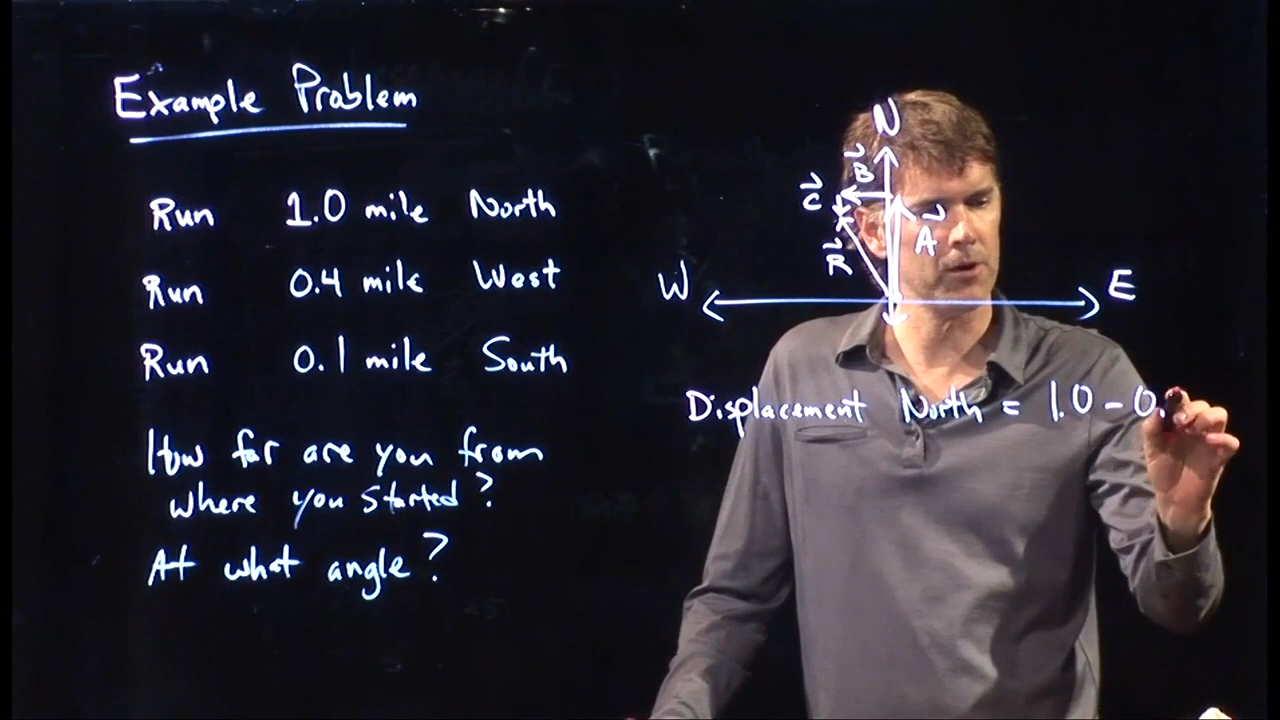 Example Problem
Run 1.0 mile North
Run 0.4 mile West
Run 0.1 mile South
How far are you from
where you started?
At what angle?
N
B
C
A
R
W
E
Displacement North = 1.0 - 0.